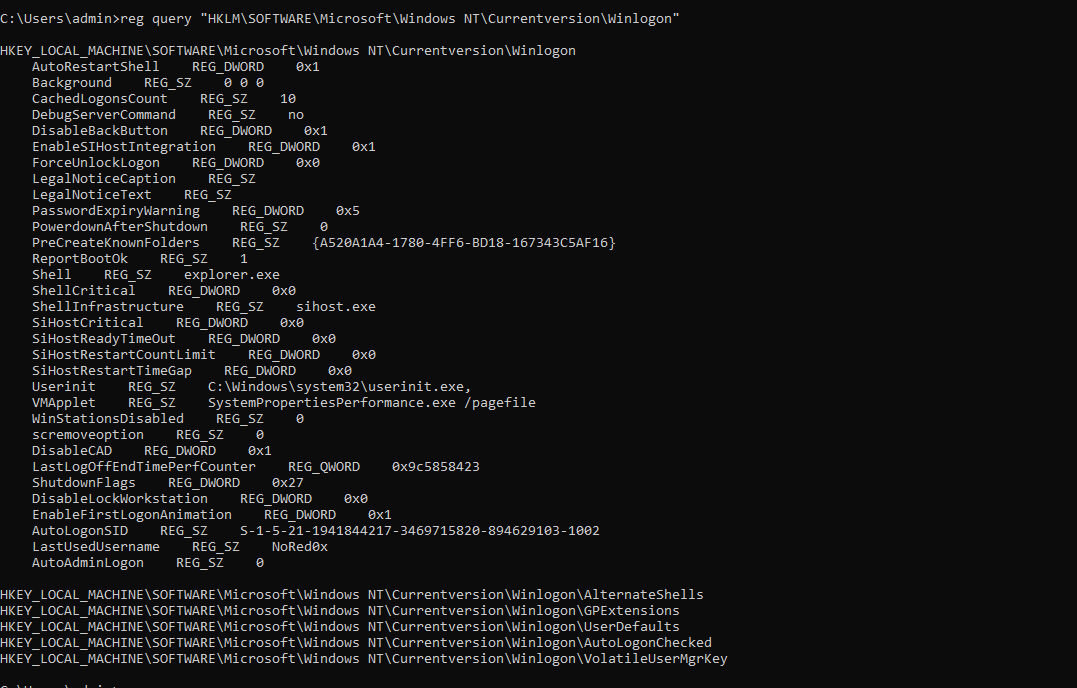 C:\Users\admin>reg query "HKLM\SOFTWARE\Microsoft\Windows NT\Currentversion\Winlogon"
HKEY_LOCAL_MACHINE\SOFTWARE\Microsoft\Windows NT\Currentversion\Winlogon
AutoRestartShell    REG_DWORD    0x1
Background    REG_SZ    0 0 0
CachedLogonsCount    REG_SZ    10
DebugServerCommand    REG_SZ    no
DisableBackButton    REG_DWORD    0x1
EnableSIHostIntegration    REG_DWORD    0x1
ForceUnlockLogon    REG_DWORD    0x0
LegalNoticeCaption    REG_SZ
LegalNoticeText    REG_SZ
PasswordExpiryWarning    REG_DWORD    0x5
PowerdownAfterShutdown    REG_SZ    0
PreCreateKnownFolders    REG_SZ    {A520A1A4-1780-4FF6-BD18-167343C5AF16}
ReportBootOk    REG_SZ    1
Shell    REG_SZ    explorer.exe
ShellCritical    REG_DWORD    0x0
ShellInfrastructure    REG_SZ    sihost.exe
SiHostCritical    REG_DWORD    0x0
SiHostReadyTimeOut    REG_DWORD    0x0
SiHostRestartCountLimit    REG_DWORD    0x0
SiHostRestartTimeGap    REG_DWORD    0x0
Userinit    REG_SZ    C:\Windows\system32\userinit.exe,
VMApplet    REG_SZ    SystemPropertiesPerformance.exe /pagefile
WinStationsDisabled    REG_SZ    0
scremoveoption    REG_SZ    0
DisableCAD    REG_DWORD    0x1
LastLogOffEndTimePerfCounter    REG_QWORD    0x9c5858423
ShutdownFlags    REG_DWORD    0x27
DisableLockWorkstation    REG_DWORD    0x0
EnableFirstLogonAnimation    REG_DWORD    0x1
AutoLogonSID    REG_SZ    S-1-5-21-1941844217-3469715820-894629103-1002
LastUsedUsername    REG_SZ    NoRed0x
AutoAdminLogon    REG_SZ    0
HKEY_LOCAL_MACHINE\SOFTWARE\Microsoft\Windows NT\Currentversion\Winlogon\AlternateShells
HKEY_LOCAL_MACHINE\SOFTWARE\Microsoft\Windows NT\Currentversion\Winlogon\GPExtensions
HKEY_LOCAL_MACHINE\SOFTWARE\Microsoft\Windows NT\Currentversion\Winlogon\UserDefaults
HKEY_LOCAL_MACHINE\SOFTWARE\Microsoft\Windows NT\Currentversion\Winlogon\AutoLogonChecked
HKEY_LOCAL_MACHINE\SOFTWARE\Microsoft\Windows NT\Currentversion\Winlogon\VolatileUserMgrKey